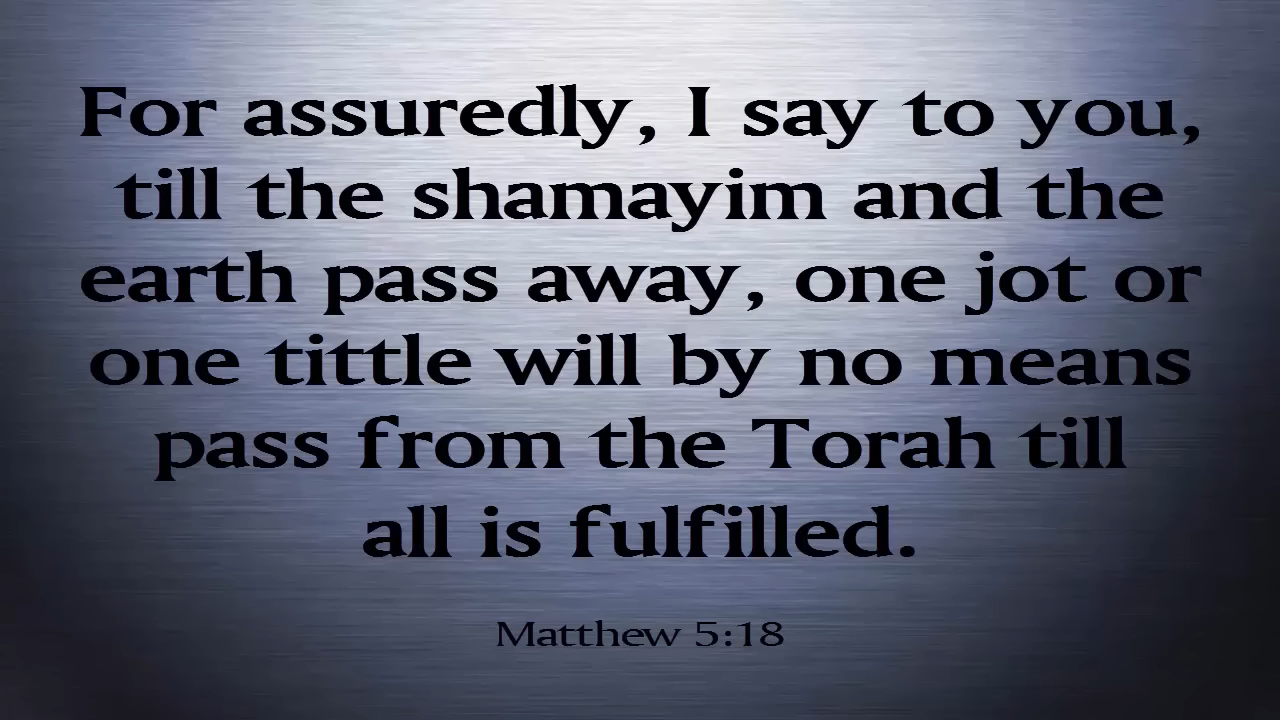 For assuredly, I say to you,
till the shamayim and the
earth pass away, one jot or
one tittle will by no means
pass from the Torah till
all is fulfilled.
Matthew 5:18